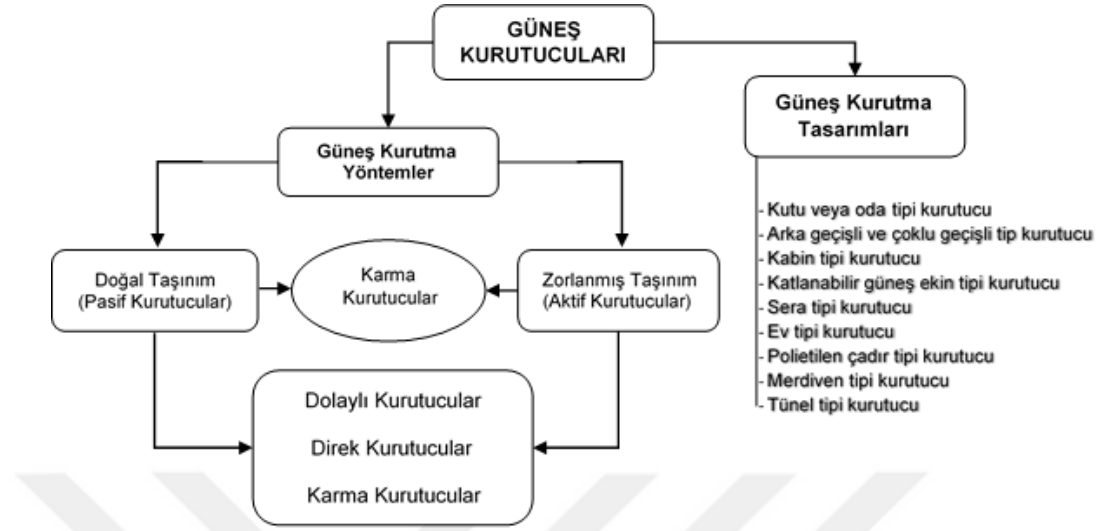 GÜNEŞ
KURUTUCULARI
Güneş Kurutma
Tasarımları
Güneş Kurutma
Yöntemler
- Kutu veya oda tipi kurutucu
- Arka geçişli ve çoklu geçişli tip kurutucu
- Kabin tipi kurutucu
- Katlanabilir güneş ekin tipi kurutucu
- Sera tipi kurutucu
- Ev tipi kurutucu
- Polietilen çadır tipi kurutucu
- Merdiven tipi kurutucu
- Tünel tipi kurutucu
Doğal Taşınım
(Pasif Kurutucular)
Karma
Kurutucular
Zorlanmış Taşınım
(Aktif Kurutucular)
Dolaylı Kurutucular
Direk Kurutucular
Karma Kurutucular